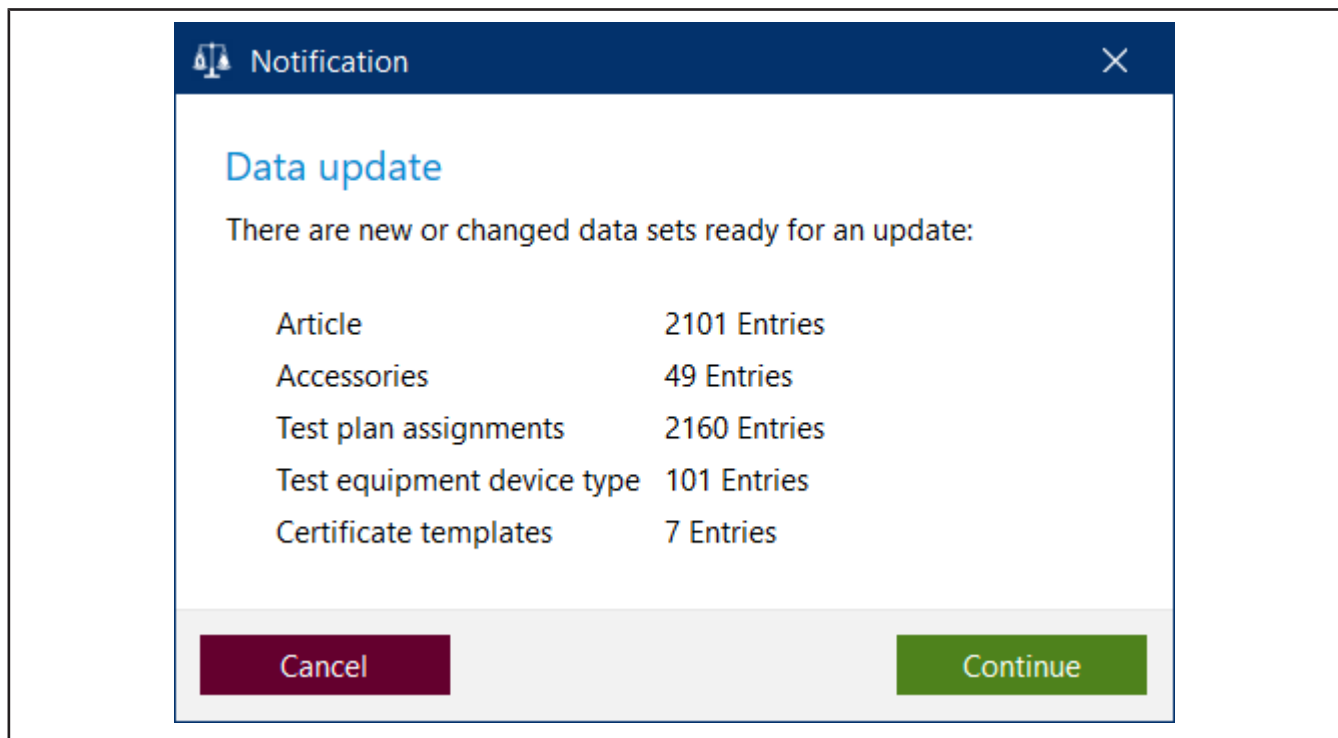 Notification
Data update
There are new or changed data sets ready for an update:
Article 2101 Entries
Accessories 49 Entries
Test plan assignments 2160 Entries
Test equipment device type 101 Entries
Certificate templates 7 Entries
Cancel Continue